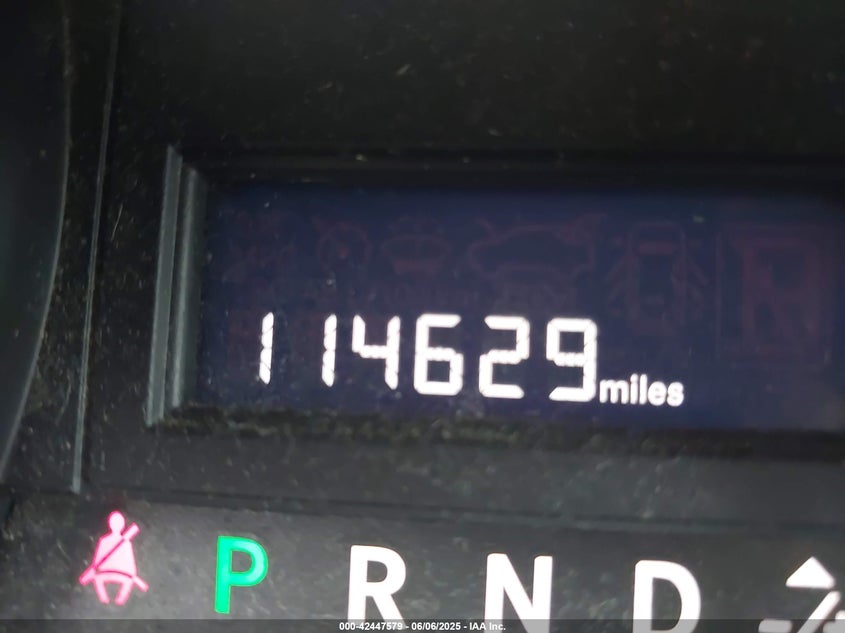 114629 miles
P R N D
000-42447579 - 06/06/2025 - IAA Inc.